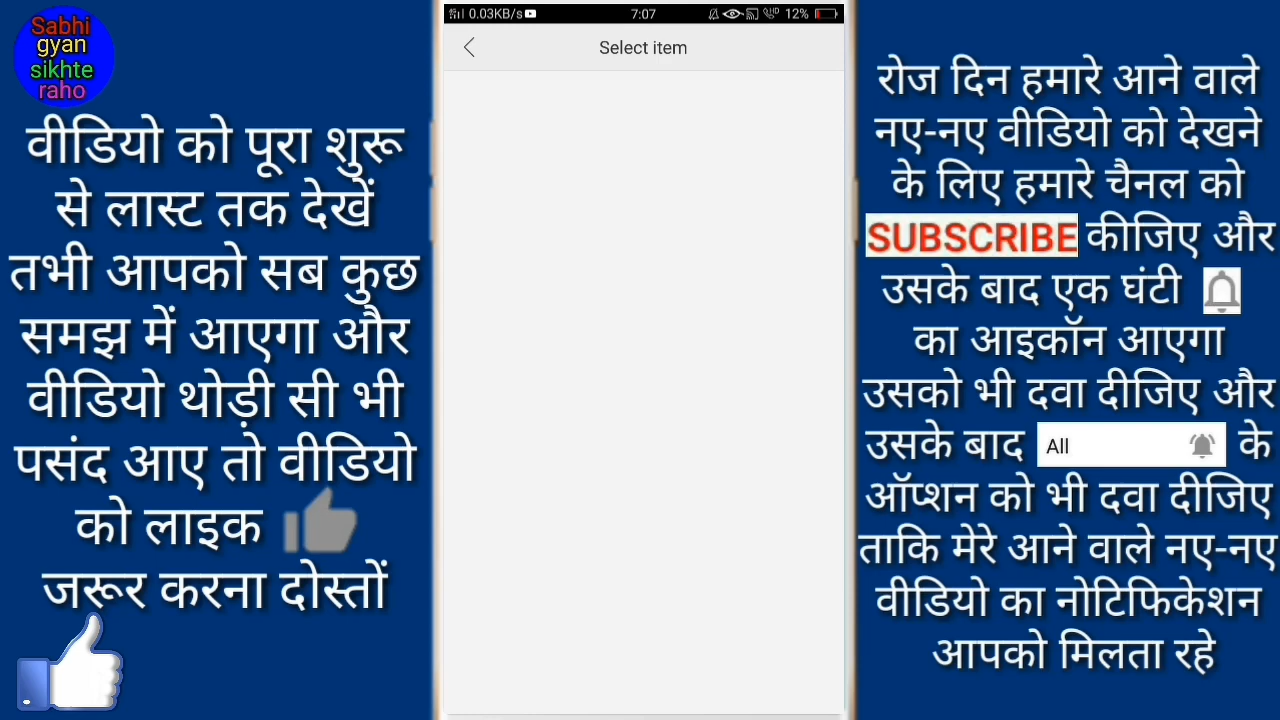 Sabhi
gyan
sikhte
raho
वीडियो को पूरा शुरू
से लास्ट तक देखें
तभी आपको सब कुछ
समझ में आएगा और
वीडियो थोड़ी सी भी
पसंद आए तो वीडियो
को लाइक
जरूर करना दोस्तों
0.03KB/s 7:07 12%
Select item
रोज दिन हमारे आने वाले
नए-नए वीडियो को देखने
के लिए हमारे चैनल को
SUBSCRIBE कीजिए और
उसके बाद एक घंटी
का आइकॉन आएगा
उसको भी दवा दीजिए और
उसके बाद All के
ऑप्शन को भी दवा दीजिए
ताकि मेरे आने वाले नए-नए
वीडियो का नोटिफिकेशन
आपको मिलता रहे